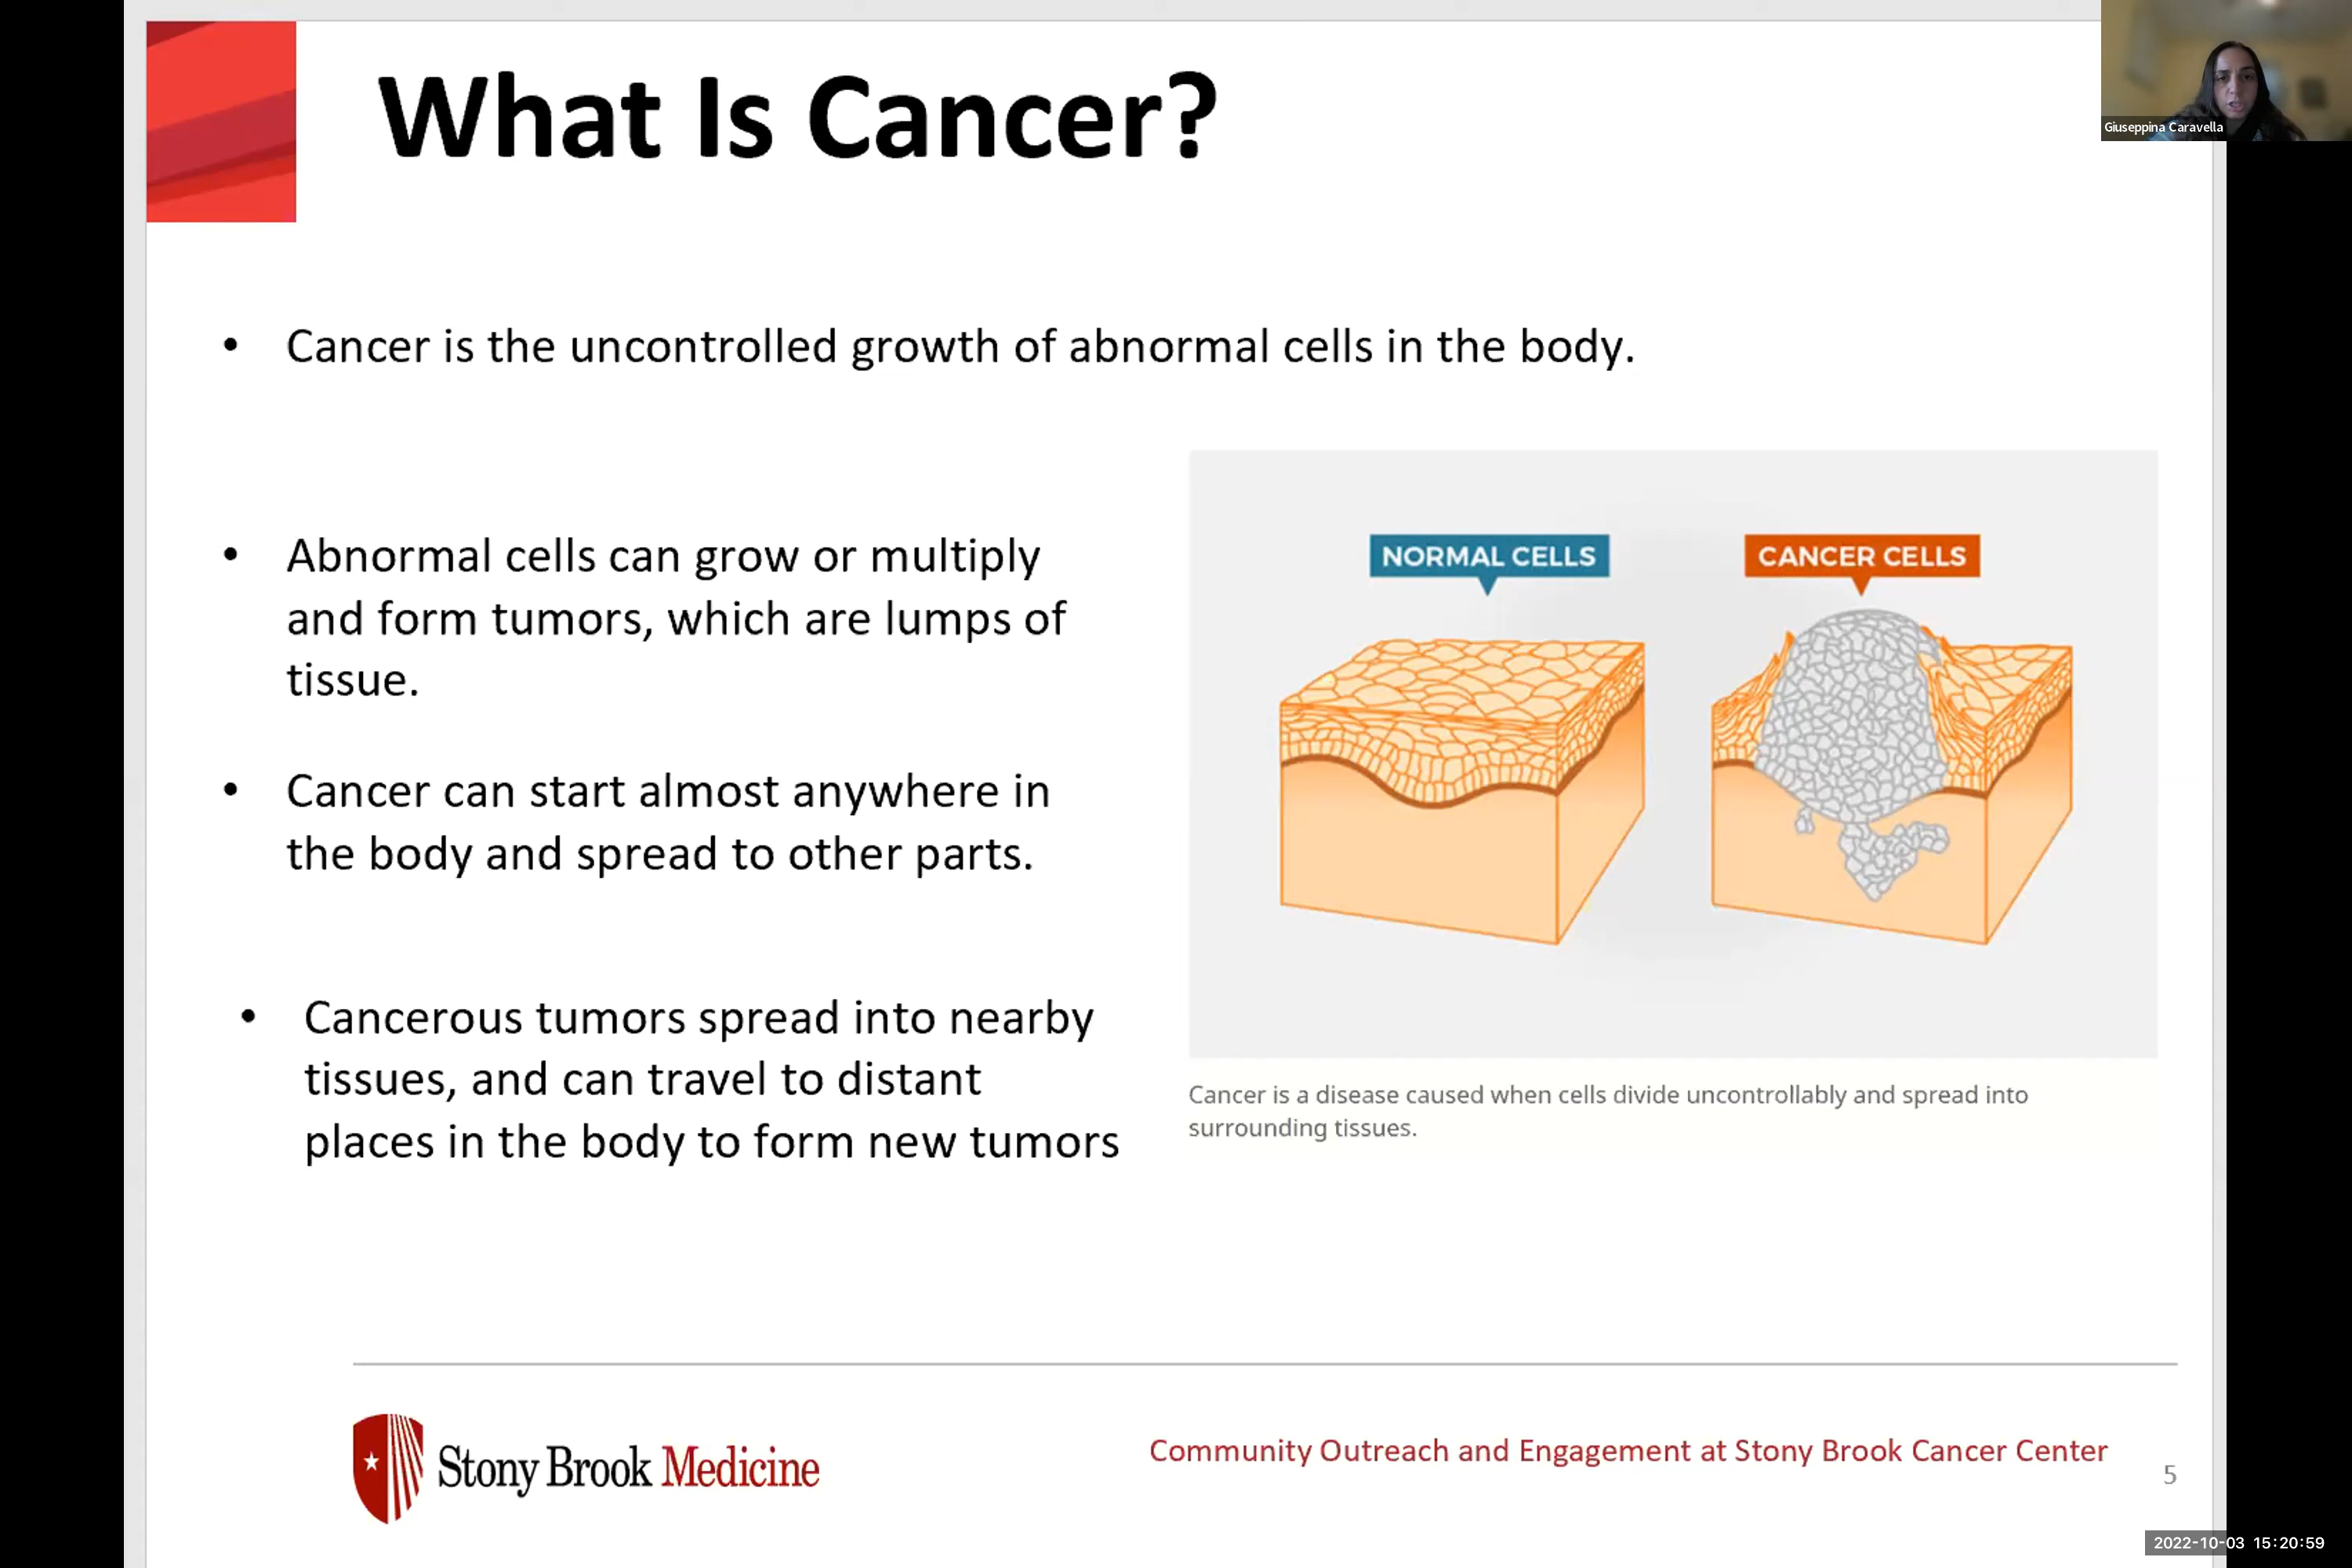 What Is Cancer?
Giuseppina Caravella
• Cancer is the uncontrolled growth of abnormal cells in the body.
• Abnormal cells can grow or multiply
and form tumors, which are lumps of
tissue.
• Cancer can start almost anywhere in
the body and spread to other parts.
• Cancerous tumors spread into nearby
tissues, and can travel to distant
places in the body to form new tumors
NORMAL CELLS
CANCER CELLS
Cancer is a disease caused when cells divide uncontrollably and spread into
surrounding tissues.
Stony Brook Medicine
Community Outreach and Engagement at Stony Brook Cancer Center
5
2022-10-03 15:20:59